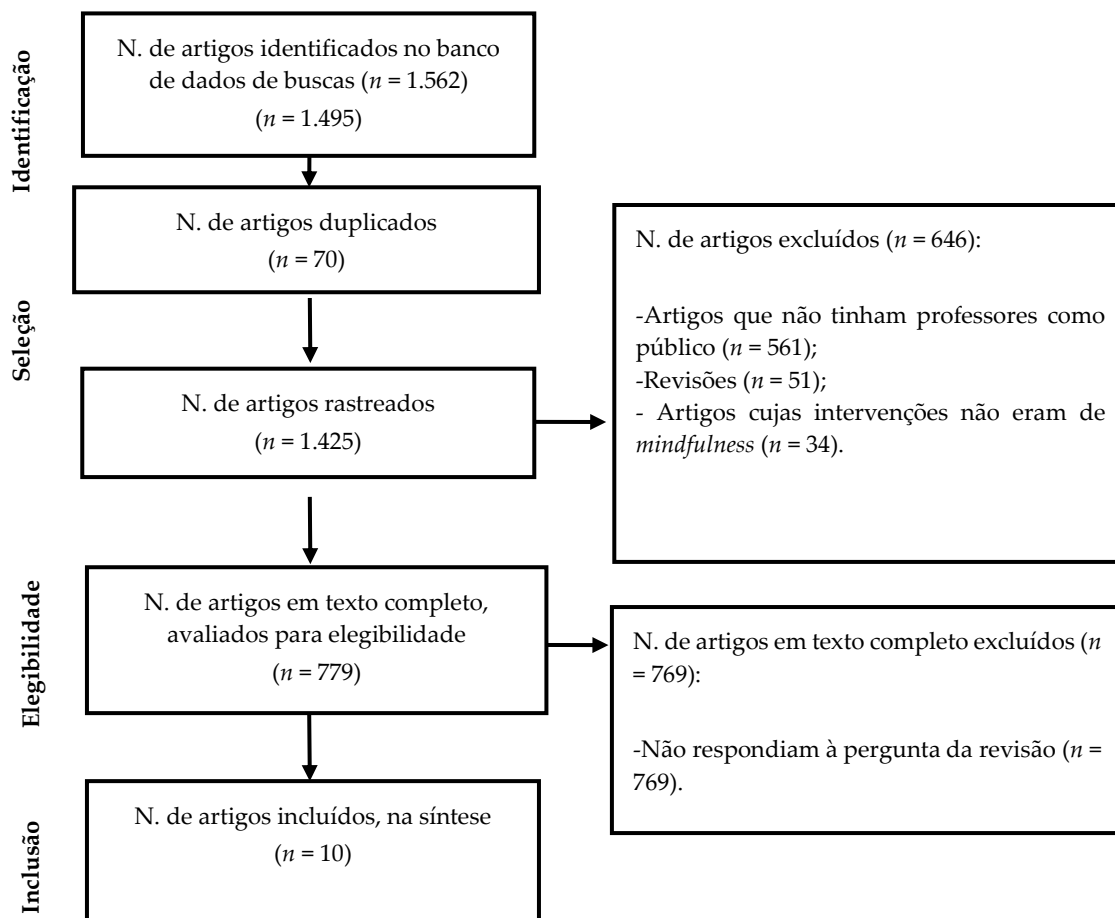 Identificação
N. de artigos identificados no banco
de dados de buscas (n = 1.562)
(n = 1.495)
N. de artigos duplicados
(n = 70)
Seleção
N. de artigos rastreados
(n = 1.425)
N. de artigos excluídos (n = 646):
-Artigos que não tinham professores como
público (n = 561);
-Revisões (n = 51);
- Artigos cujas intervenções não eram de
mindfulness (n = 34).
Elegibilidade
N. de artigos em texto completo,
avaliados para elegibilidade
(n = 779)
N. de artigos em texto completo excluídos (n
= 769):
-Não respondiam à pergunta da revisão (n =
769).
Inclusão
N. de artigos incluídos, na síntese
(n = 10)